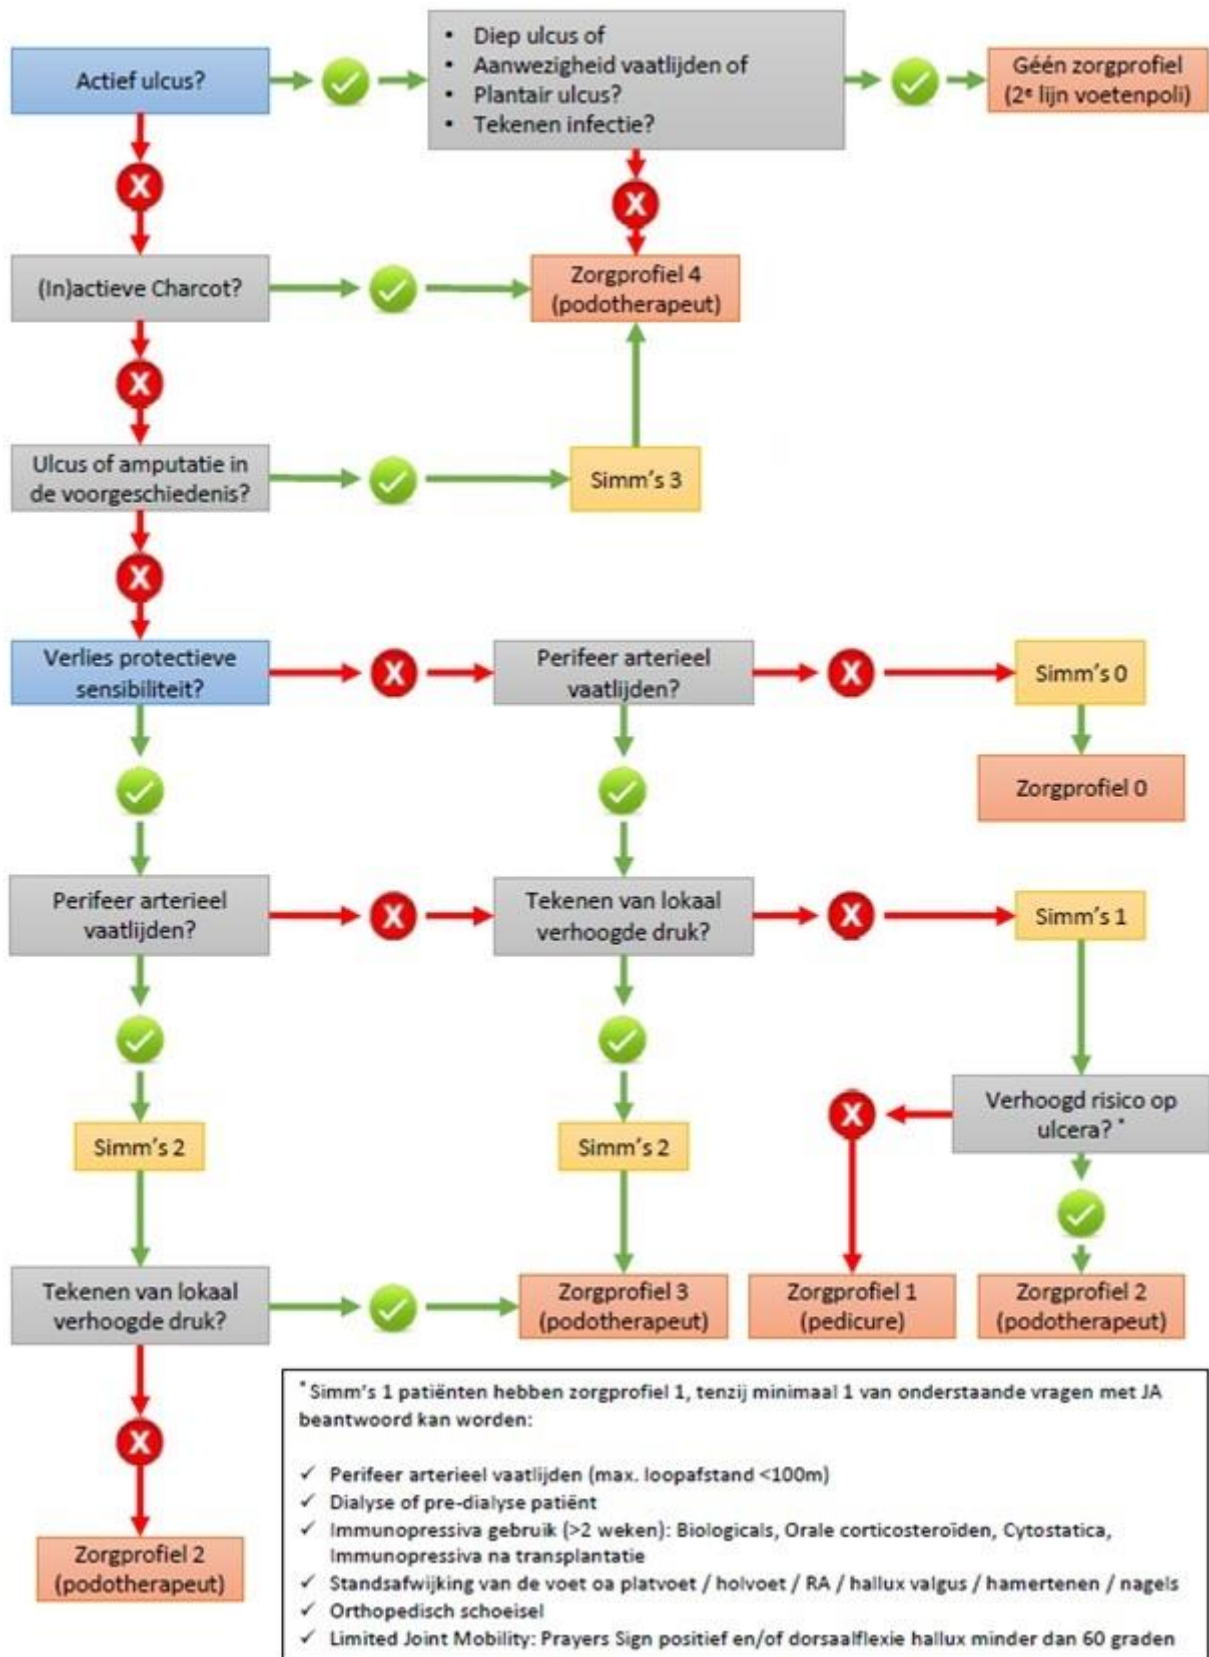 Actief ulcus?
• Diep ulcus of
• Aanwezigheid vaatlijden of
• Plantair ulcus?
• Tekenen infectie?
Géén zorgprofiel
(2ᵉ lijn voetenpoli)
X
X
(In)actieve Charcot?
Zorgprofiel 4
(podotherapeut)
X
Ulcus of amputatie in
de voorgeschiedenis?
Simm's 3
X
Verlies protectieve
sensibiliteit?
X
Perifeer arterieel
vaatlijden?
X
Simm's 0
Zorgprofiel 0
Perifeer arterieel
vaatlijden?
X
Tekenen van lokaal
verhoogde druk?
X
Simm's 1
Simm's 2
Simm's 2
X
Verhoogd risico op
ulcera? *
Tekenen van lokaal
verhoogde druk?
Zorgprofiel 3
(podotherapeut)
Zorgprofiel 1
(pedicure)
Zorgprofiel 2
(podotherapeut)
X
Zorgprofiel 2
(podotherapeut)
* Simm's 1 patiënten hebben zorgprofiel 1, tenzij minimaal 1 van onderstaande vragen met JA
beantwoord kan worden:
✓ Perifeer arterieel vaatlijden (max. loopafstand <100m)
✓ Dialyse of pre-dialyse patiënt
✓ Immunopressiva gebruik (>2 weken): Biologicals, Orale corticosteroïden, Cytostatica,
Immunopressiva na transplantatie
✓ Standsafwijking van de voet oa platvoet / holvoet / RA / hallux valgus / hamertenen / nagels
✓ Orthopedisch schoeisel
✓ Limited Joint Mobility: Prayers Sign positief en/of dorsaalflexie hallux minder dan 60 graden